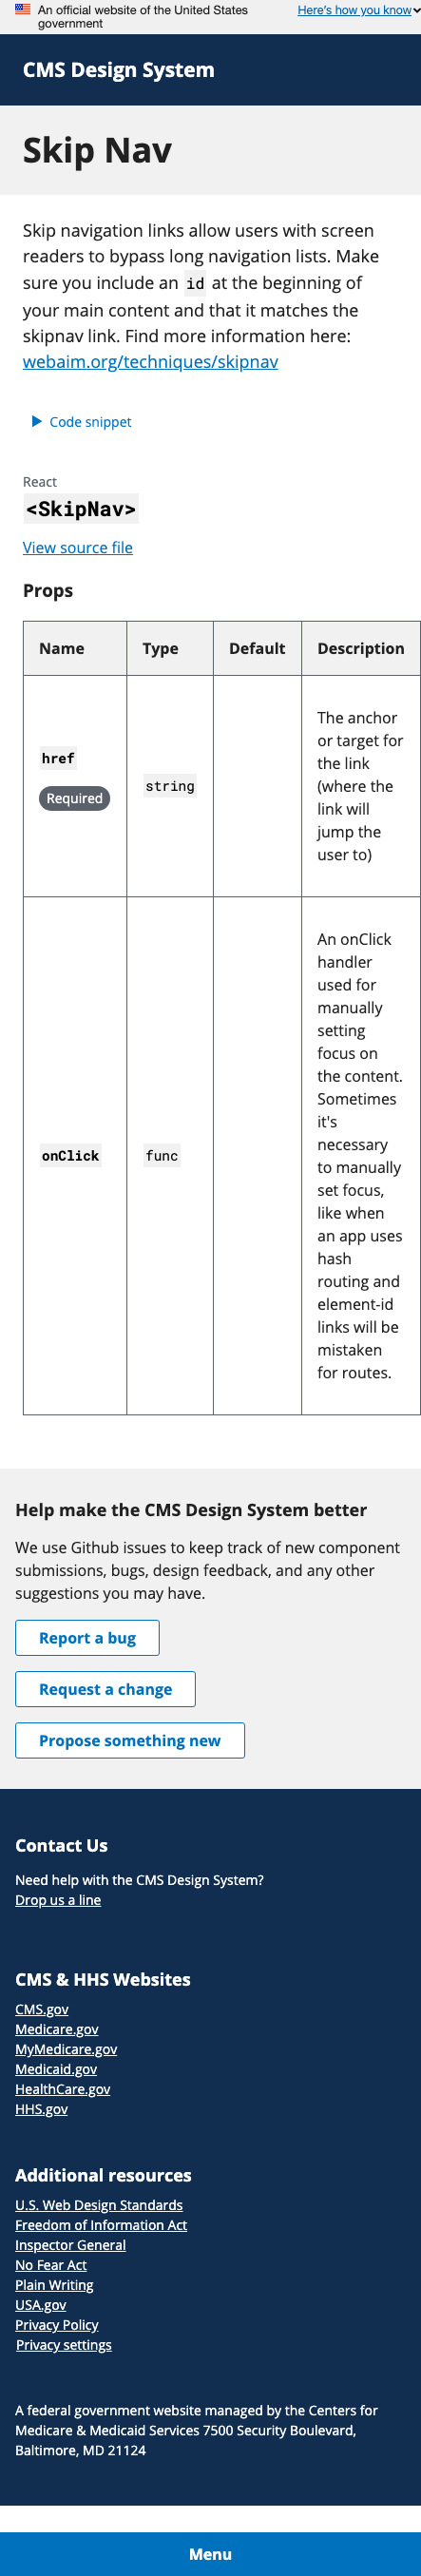 An official website of the United States
government
Here's how you know
CMS Design System
Skip Nav
Skip navigation links allow users with screen
readers to bypass long navigation lists. Make
sure you include an id at the beginning of
your main content and that it matches the
skipnav link. Find more information here:
webaim.org/techniques/skipnav
Code snippet
React
<SkipNav>
View source file
Props
Name Type Default Description
href
Required
string
The anchor
or target for
the link
(where the
link will
jump the
user to)
onClick
func
An onClick
handler
used for
manually
setting
focus on
the content.
Sometimes
it's
necessary
to manually
set focus,
like when
an app uses
hash
routing and
element-id
links will be
mistaken
for routes.
Help make the CMS Design System better
We use Github issues to keep track of new component
submissions, bugs, design feedback, and any other
suggestions you may have.
Report a bug
Request a change
Propose something new
Contact Us
Need help with the CMS Design System?
Drop us a line
CMS & HHS Websites
CMS.gov
Medicare.gov
MyMedicare.gov
Medicaid.gov
HealthCare.gov
HHS.gov
Additional resources
U.S. Web Design Standards
Freedom of Information Act
Inspector General
No Fear Act
Plain Writing
USA.gov
Privacy Policy
Privacy settings
A federal government website managed by the Centers for
Medicare & Medicaid Services 7500 Security Boulevard,
Baltimore, MD 21124
Menu